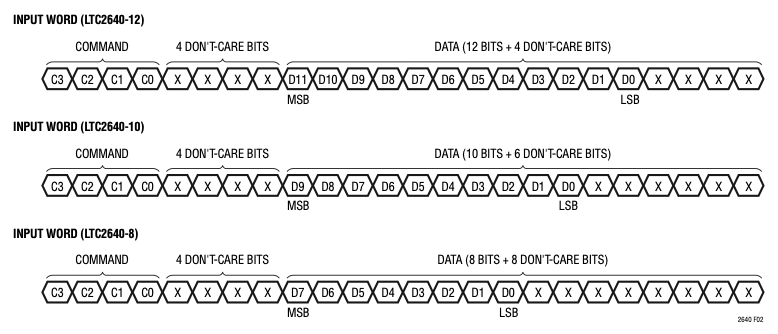 INPUT WORD (LTC2640-12)
COMMAND 4 DON'T-CARE BITS DATA (12 BITS + 4 DON'T-CARE BITS)
C3 C2 C1 C0 X X X X D11 D10 D9 D8 D7 D6 D5 D4 D3 D2 D1 D0 X X X X
MSB LSB
INPUT WORD (LTC2640-10)
COMMAND 4 DON'T-CARE BITS DATA (10 BITS + 6 DON'T-CARE BITS)
C3 C2 C1 C0 X X X X D9 D8 D7 D6 D5 D4 D3 D2 D1 D0 X X X X X X
MSB LSB
INPUT WORD (LTC2640-8)
COMMAND 4 DON'T-CARE BITS DATA (8 BITS + 8 DON'T-CARE BITS)
C3 C2 C1 C0 X X X X D7 D6 D5 D4 D3 D2 D1 D0 X X X X X X X X
MSB LSB
2640 F02